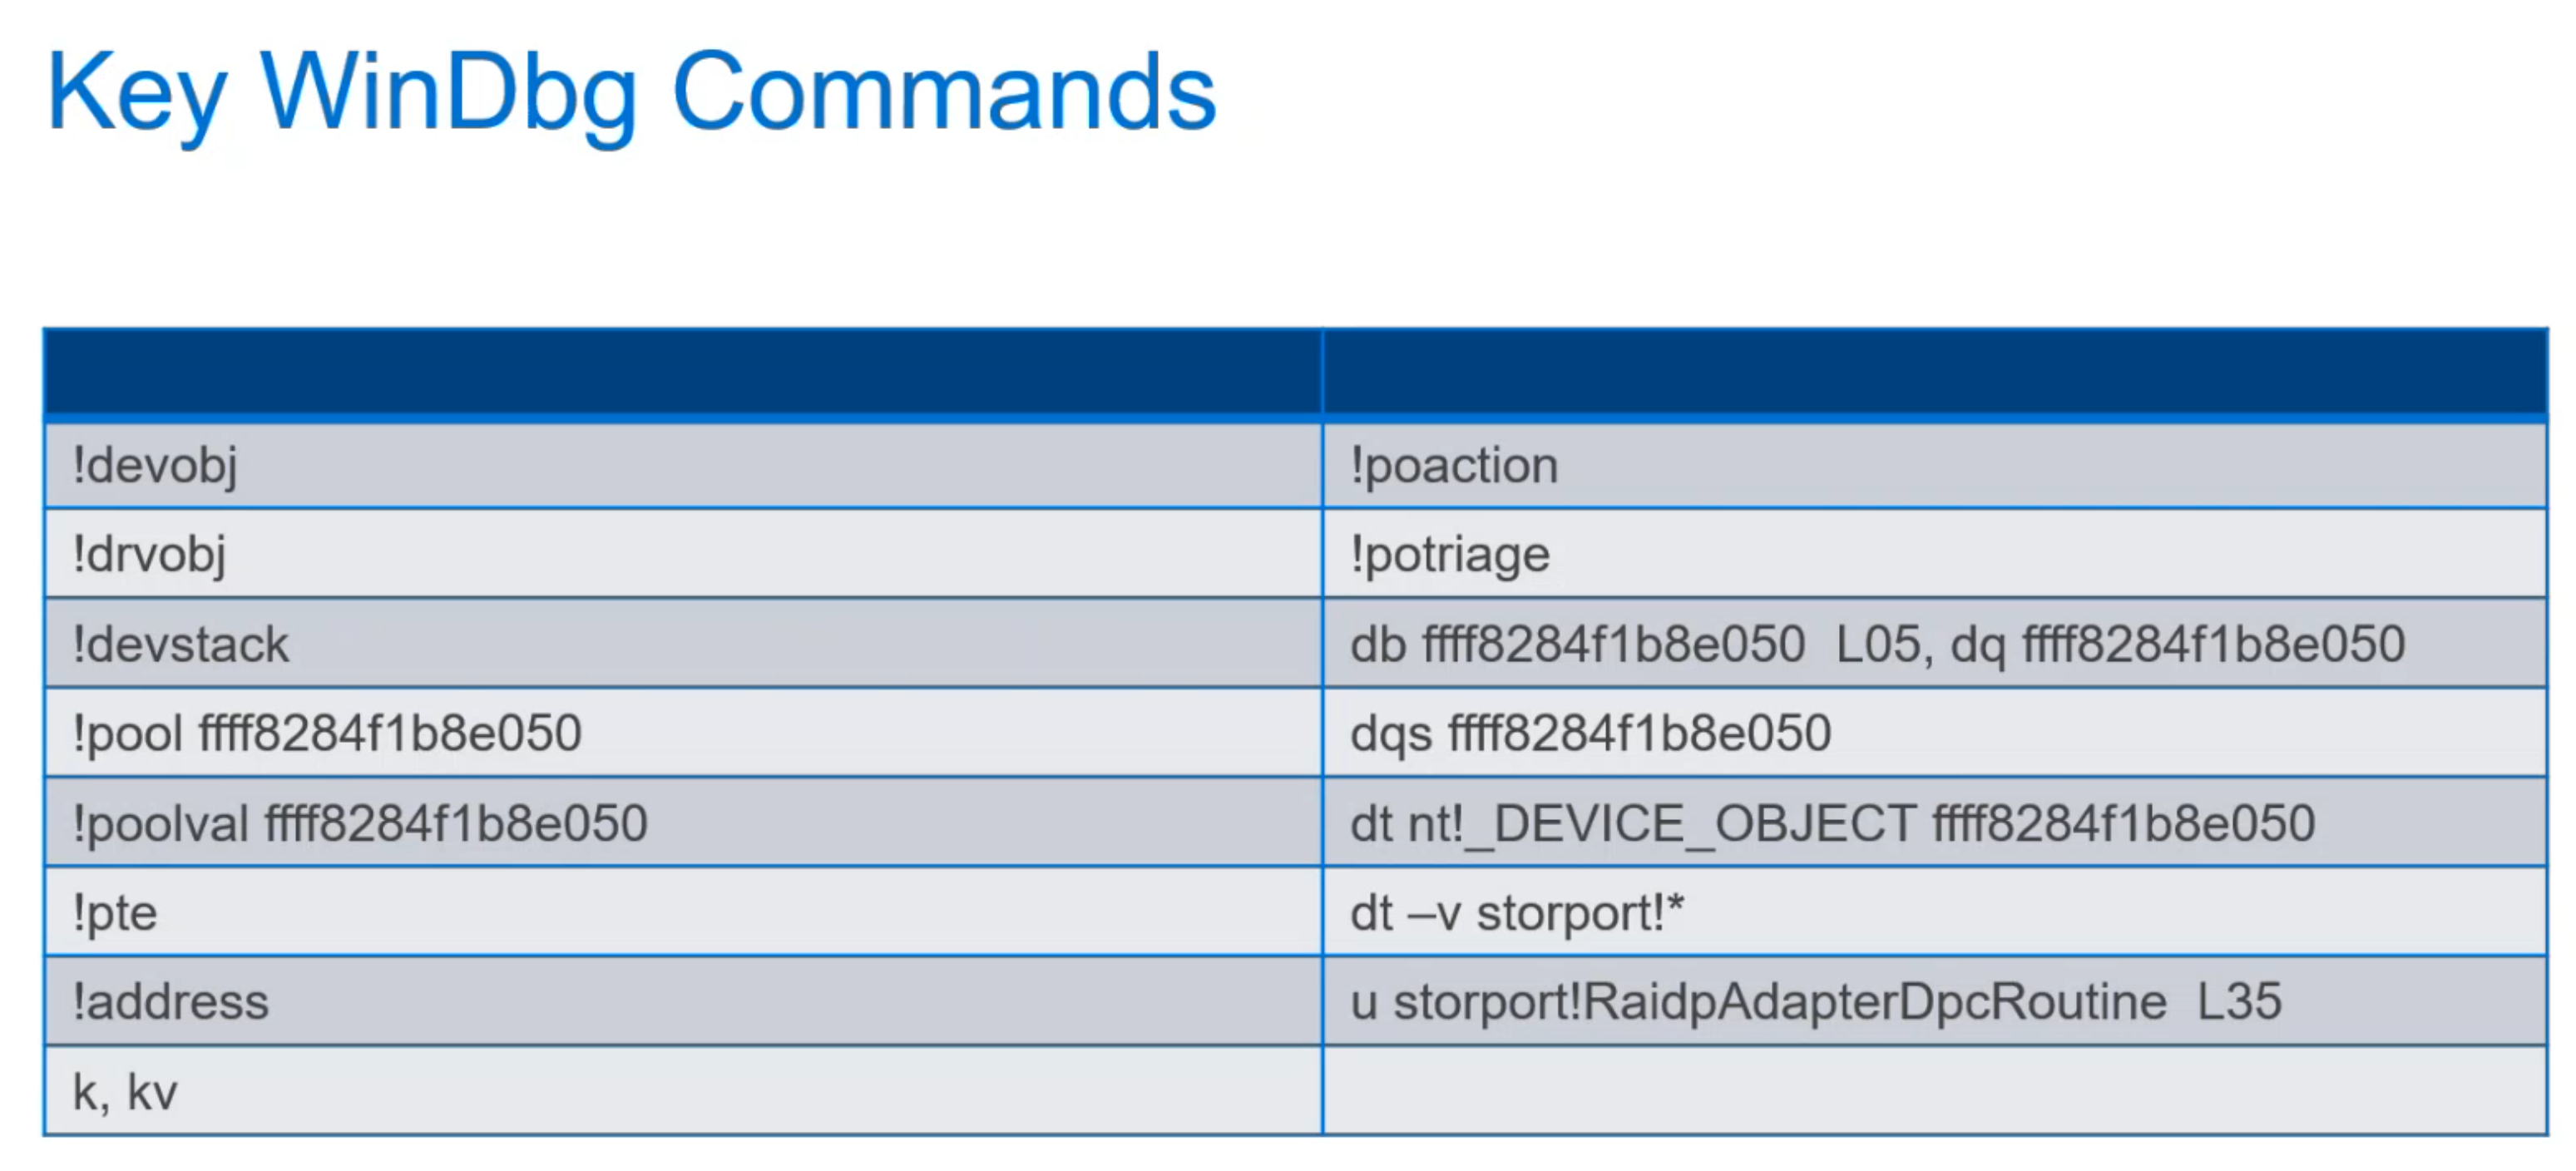 Key WinDbg Commands
!devobj
!poaction
!drvobj
!potriage
!devstack
db ffff8284f1b8e050  L05, dq ffff8284f1b8e050
!pool ffff8284f1b8e050
dqs ffff8284f1b8e050
!poolval ffff8284f1b8e050
dt nt!_DEVICE_OBJECT ffff8284f1b8e050
!pte
dt –v storport!*
!address
u storport!RaidpAdapterDpcRoutine  L35
k, kv